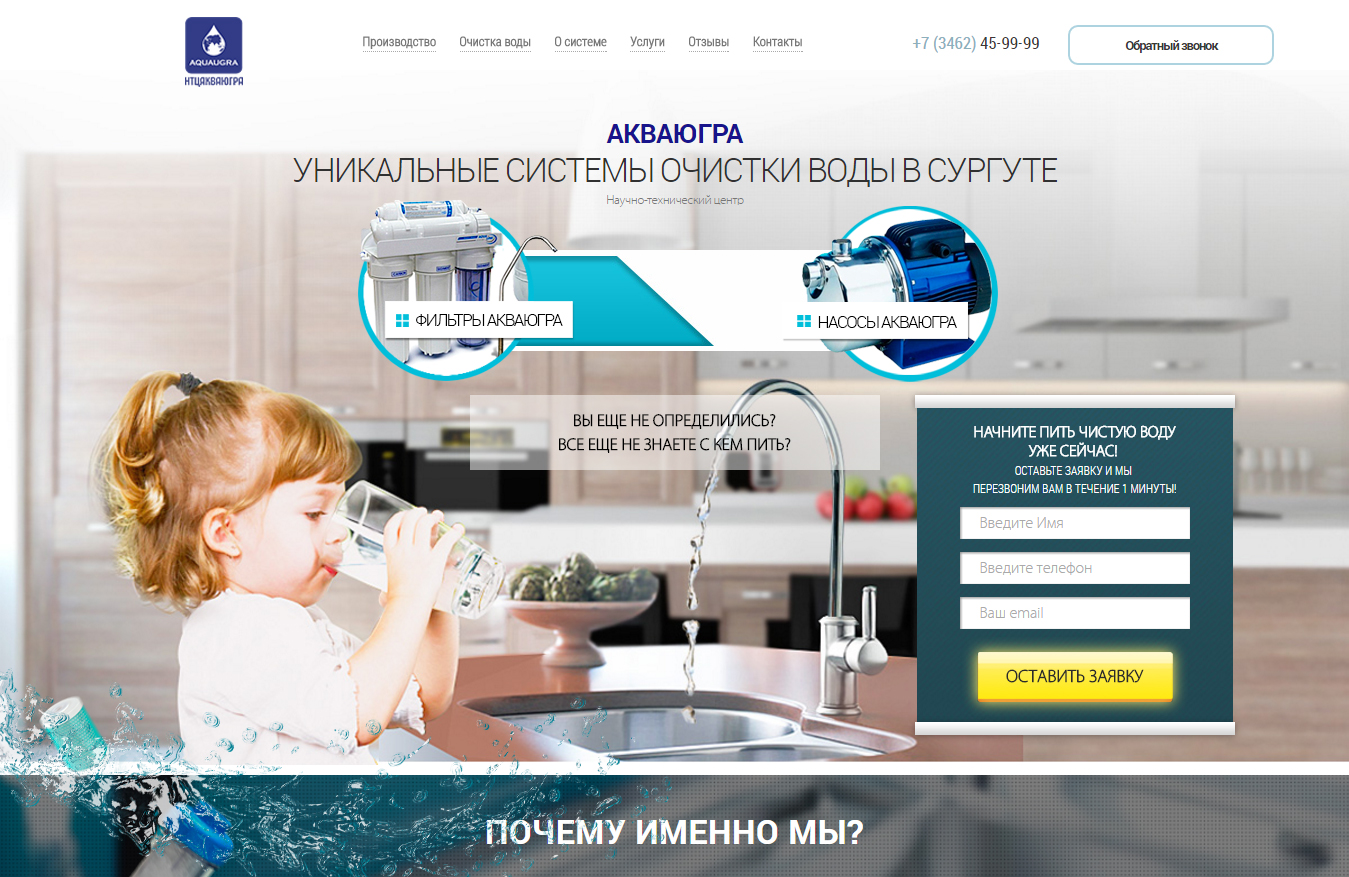 AQUAUGRA
НТЦАКВАЮГРА
Производство Очистка воды О системе Услуги Отзывы Контакты
+7 (3462) 45-99-99
Обратный звонок
АКВАЮГРА
УНИКАЛЬНЫЕ СИСТЕМЫ ОЧИСТКИ ВОДЫ В СУРГУТЕ
Научно-технический центр
ФИЛЬТРЫ АКВАЮГРА
НАСОСЫ АКВАЮГРА
ВЫ ЕЩЕ НЕ ОПРЕДЕЛИЛИСЬ?
ВСЕ ЕЩЕ НЕ ЗНАЕТЕ С КЕМ ПИТЬ?
НАЧНИТЕ ПИТЬ ЧИСТУЮ ВОДУ
УЖЕ СЕЙЧАС!
ОСТАВЬТЕ ЗАЯВКУ И МЫ
ПЕРЕЗВОНИМ ВАМ В ТЕЧЕНИЕ 1 МИНУТЫ!
Введите Имя
Введите телефон
Ваш email
ОСТАВИТЬ ЗАЯВКУ
ПОЧЕМУ ИМЕННО МЫ?